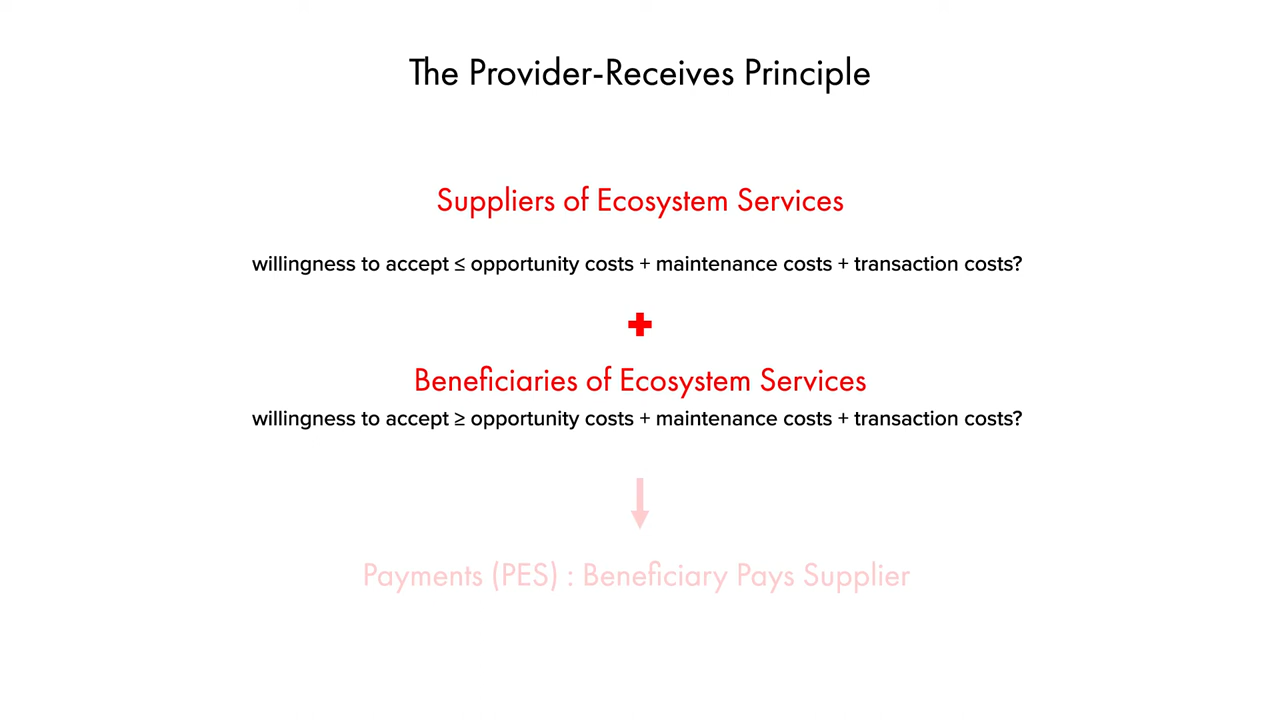 The Provider-Receives Principle
Suppliers of Ecosystem Services
willingness to accept ≤ opportunity costs + maintenance costs + transaction costs?
Beneficiaries of Ecosystem Services
willingness to accept ≥ opportunity costs + maintenance costs + transaction costs?
Payments (PES) : Beneficiary Pays Supplier